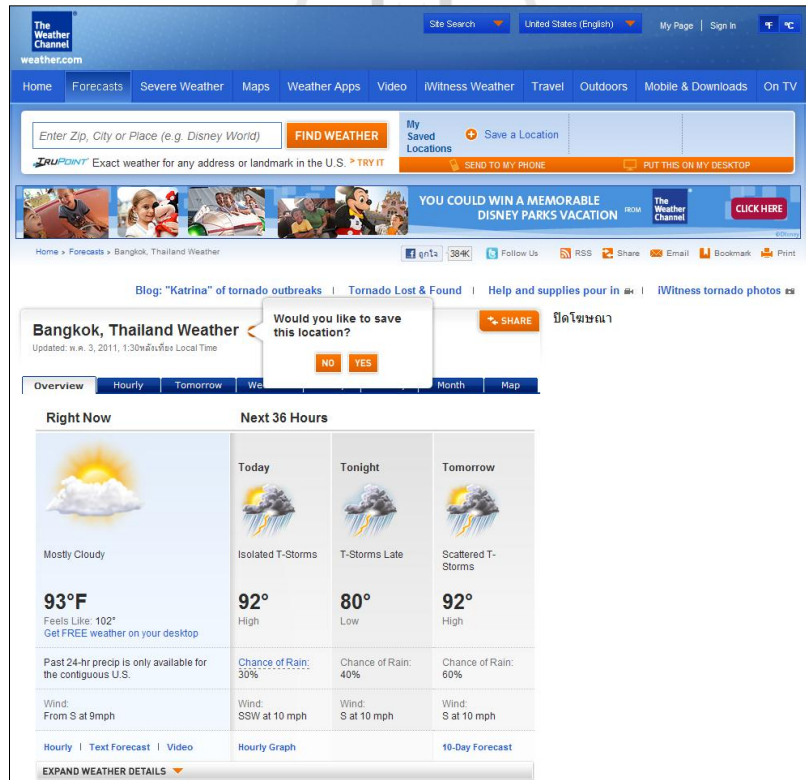 The
Weather
Channel
weather.com
Site Search
United States (English)
My Page | Sign In
°F °C
Home Forecasts Severe Weather Maps Weather Apps Video iWitness Weather Travel Outdoors Mobile & Downloads On TV
Enter Zip, City or Place (e.g. Disney World)
FIND WEATHER
TRUPOINT Exact weather for any address or landmark in the U.S. > TRY IT
My
Saved
Locations
Save a Location
SEND TO MY PHONE
PUT THIS ON MY DESKTOP
YOU COULD WIN A MEMORABLE
DISNEY PARKS VACATION FROM
The
Weather
Channel
CLICK HERE
©Disney
Home > Forecasts > Bangkok, Thailand Weather
ถูกใจ 384K Follow Us RSS Share Email Bookmark Print
Blog: "Katrina" of tornado outbreaks | Tornado Lost & Found | Help and supplies pour in | iWitness tornado photos
Bangkok, Thailand Weather
Updated: พ.ค. 3, 2011, 1:30หลังเที่ยง Local Time
Would you like to save
this location?
NO YES
SHARE
ปิดโฆษณา
Overview Hourly Tomorrow Month Map
Right Now
Next 36 Hours
Today Tonight Tomorrow
Mostly Cloudy
Isolated T-Storms
T-Storms Late
Scattered T-
Storms
93°F
Feels Like: 102°
Get FREE weather on your desktop
92°
High
80°
Low
92°
High
Past 24-hr precip is only available for
the contiguous U.S.
Chance of Rain:
30%
Chance of Rain:
40%
Chance of Rain:
60%
Wind:
From S at 9mph
Wind:
SSW at 10 mph
Wind:
S at 10 mph
Wind:
S at 10 mph
Hourly | Text Forecast | Video
Hourly Graph
10-Day Forecast
EXPAND WEATHER DETAILS